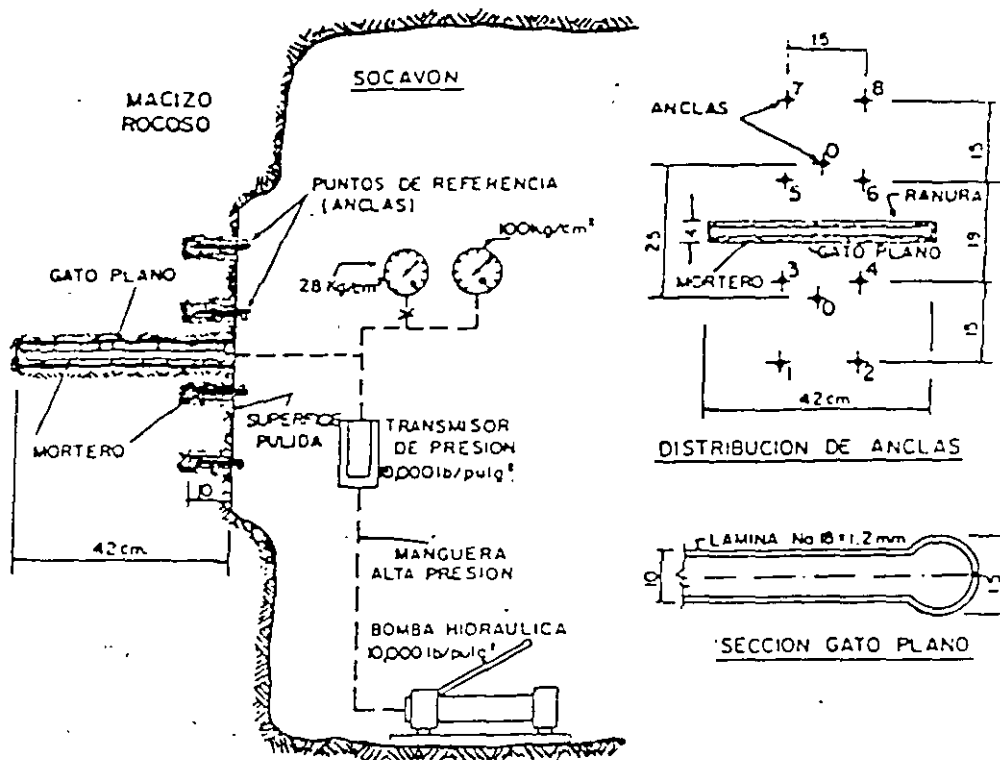 MACIZO
ROCOSO
SOCAVON
PUNTOS DE REFERENCIA
(ANCLAS)
GATO PLANO
28 Kg/cm²
100 kg/cm²
MORTERO
SUPERFICIE
PULIDA
TRANSMISOR
DE PRESION
10,000 lb/pulg²
10
42 cm.
MANGUERA
ALTA PRESION
BOMBA HIDRAULICA
10,000 lb/pulg²
15
7
8
ANCLAS
0
15
5
6
RANURA
25
4
GATO PLANO
19
MORTERO
3
4
0
15
1
2
42 cm
DISTRIBUCION DE ANCLAS
LAMINA No 18 = 1.2 mm
10
15
SECCION GATO PLANO